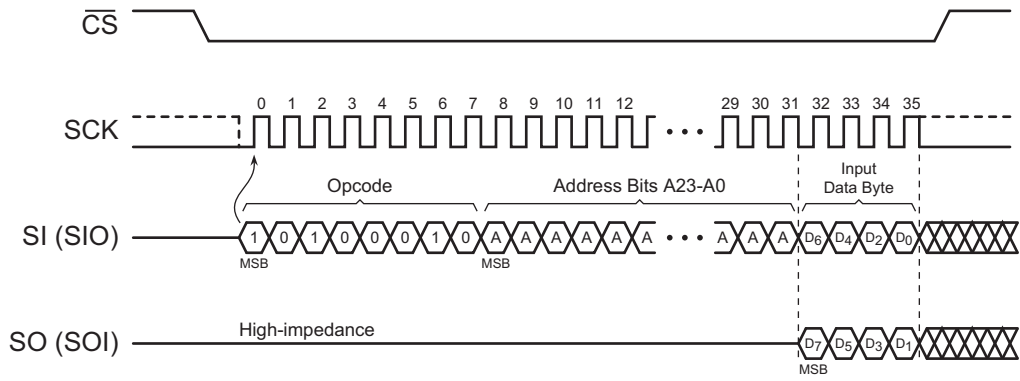 CS
0 1 2 3 4 5 6 7 8 9 10 11 12 29 30 31 32 33 34 35
SCK
Opcode Address Bits A23-A0 Input
Data Byte
SI (SIO) 1 0 1 0 0 0 1 0 A A A A A A • • • A A A D6 D4 D2 D0
MSB MSB
High-impedance
SO (SOI) D7 D5 D3 D1
MSB